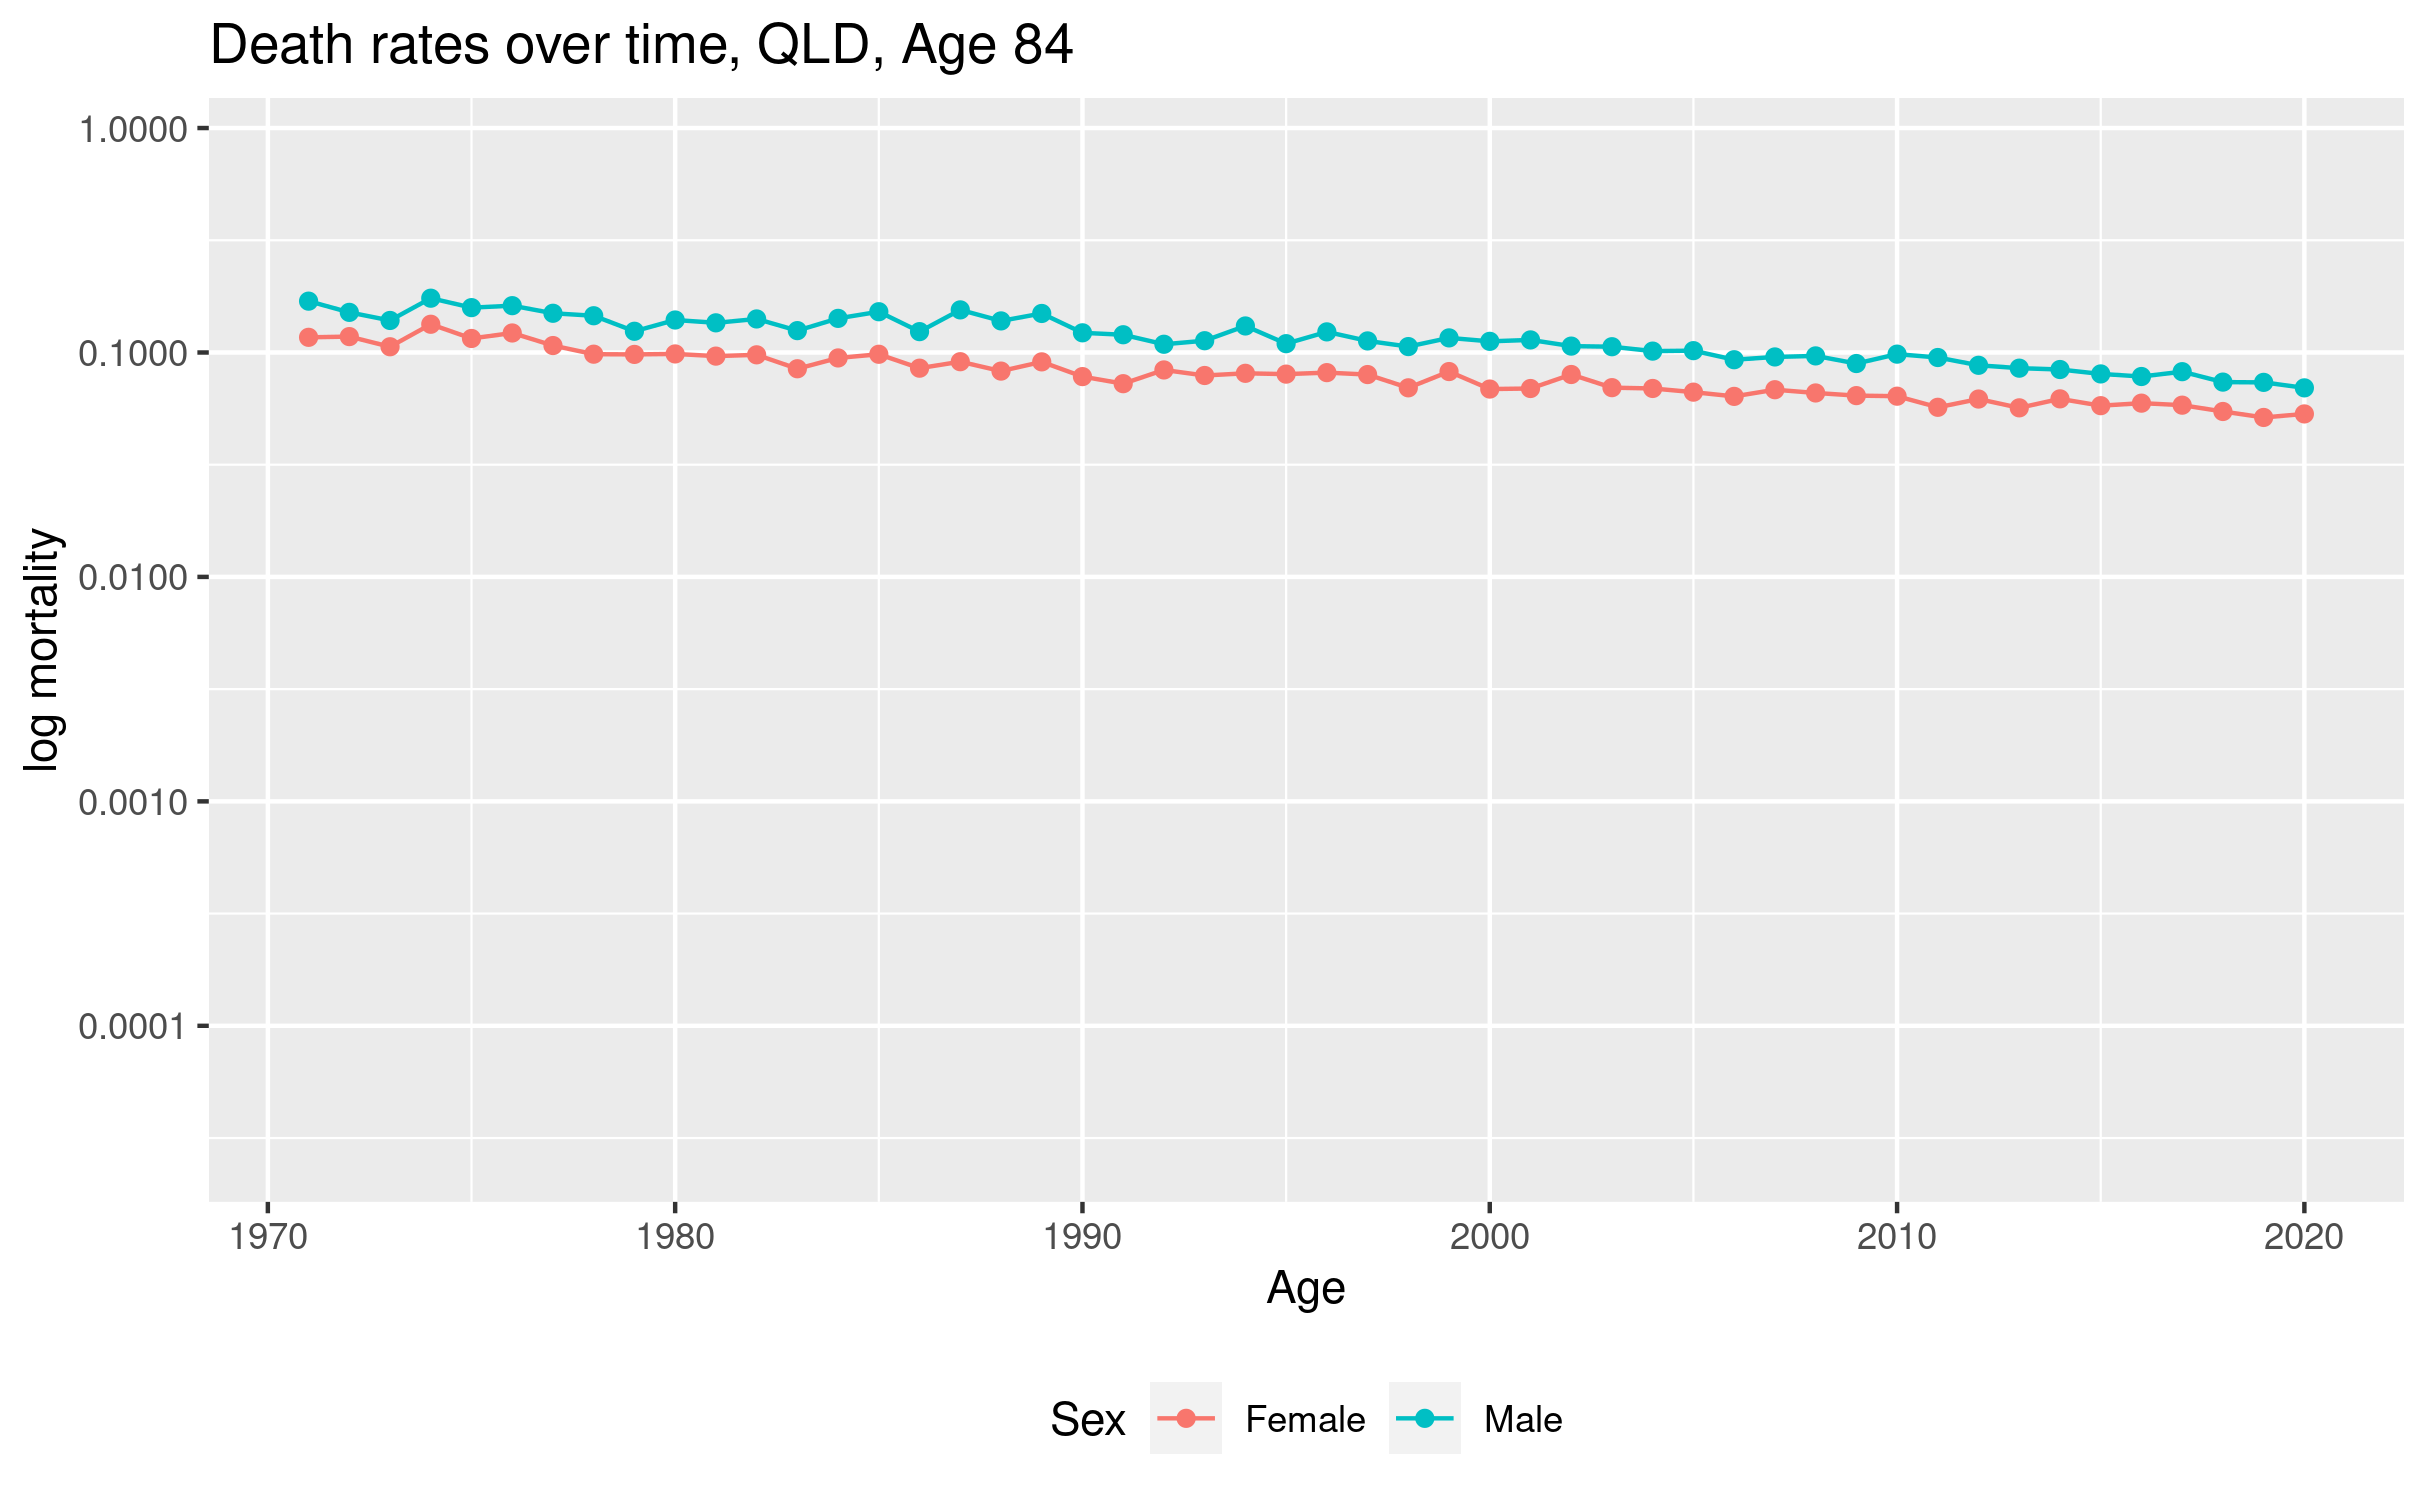 Death rates over time, QLD, Age 84
1.0000
0.1000
0.0100
0.0010
0.0001
log mortality
1970 1980 1990 2000 2010 2020
Age
Sex Female Male